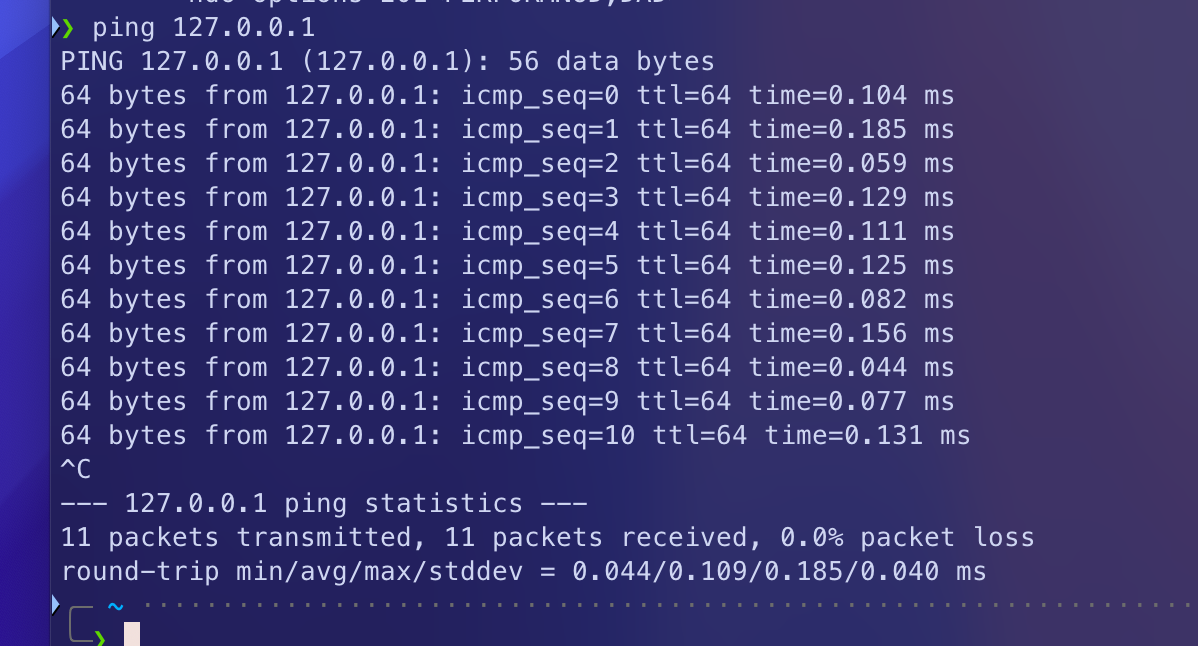 ❯ ping 127.0.0.1
PING 127.0.0.1 (127.0.0.1): 56 data bytes
64 bytes from 127.0.0.1: icmp_seq=0 ttl=64 time=0.104 ms
64 bytes from 127.0.0.1: icmp_seq=1 ttl=64 time=0.185 ms
64 bytes from 127.0.0.1: icmp_seq=2 ttl=64 time=0.059 ms
64 bytes from 127.0.0.1: icmp_seq=3 ttl=64 time=0.129 ms
64 bytes from 127.0.0.1: icmp_seq=4 ttl=64 time=0.111 ms
64 bytes from 127.0.0.1: icmp_seq=5 ttl=64 time=0.125 ms
64 bytes from 127.0.0.1: icmp_seq=6 ttl=64 time=0.082 ms
64 bytes from 127.0.0.1: icmp_seq=7 ttl=64 time=0.156 ms
64 bytes from 127.0.0.1: icmp_seq=8 ttl=64 time=0.044 ms
64 bytes from 127.0.0.1: icmp_seq=9 ttl=64 time=0.077 ms
64 bytes from 127.0.0.1: icmp_seq=10 ttl=64 time=0.131 ms
^C
--- 127.0.0.1 ping statistics ---
11 packets transmitted, 11 packets received, 0.0% packet loss
round-trip min/avg/max/stddev = 0.044/0.109/0.185/0.040 ms
~
❯